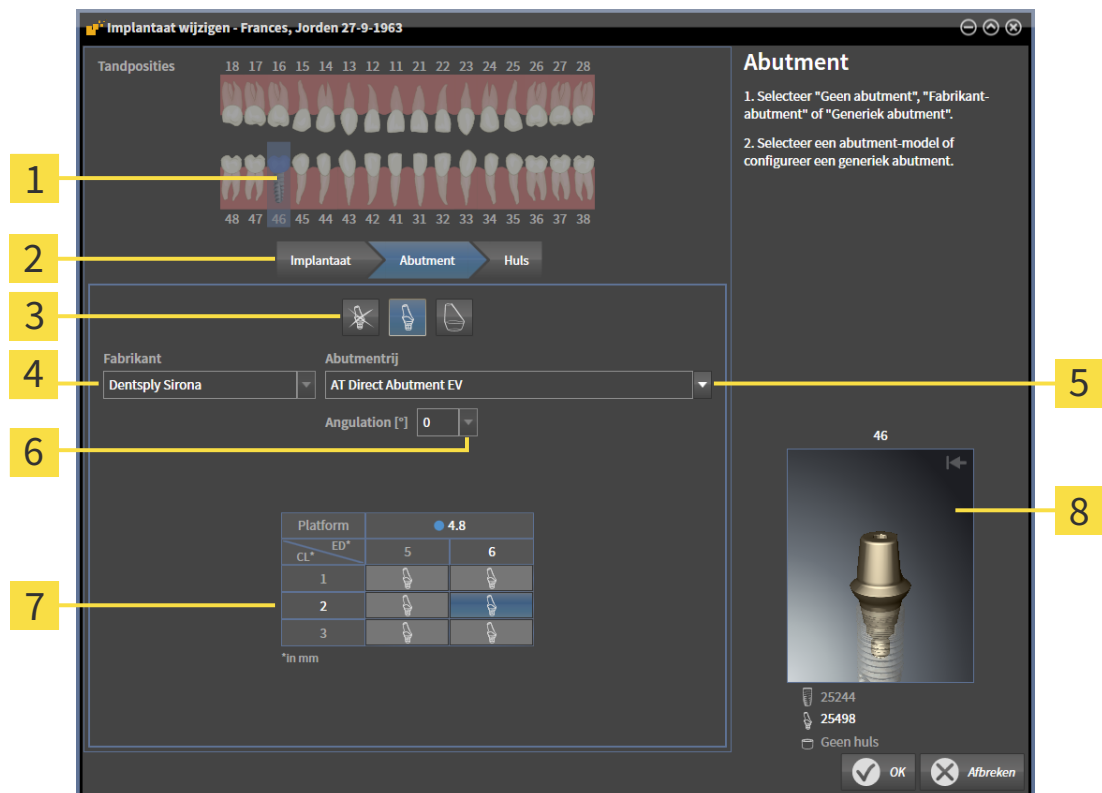 Implantaat wijzigen - Frances, Jorden 27-9-1963
Tandposities
18 17 16 15 14 13 12 11 21 22 23 24 25 26 27 28
48 47 46 45 44 43 42 41 31 32 33 34 35 36 37 38
1
2
Implantaat
Abutment
Huls
3
Fabrikant
Abutmentrij
4
Dentsply Sirona
AT Direct Abutment EV
5
Angulation [°] 0
6
Platform
4.8
CL*
ED*
5
6
1
2
3
7
*in mm
Abutment
1. Selecteer "Geen abutment", "Fabrikant-
abutment" of "Generiek abutment".
2. Selecteer een abutment-model of
configureer een generiek abutment.
46
8
25244
25498
Geen huls
OK
Afbreken